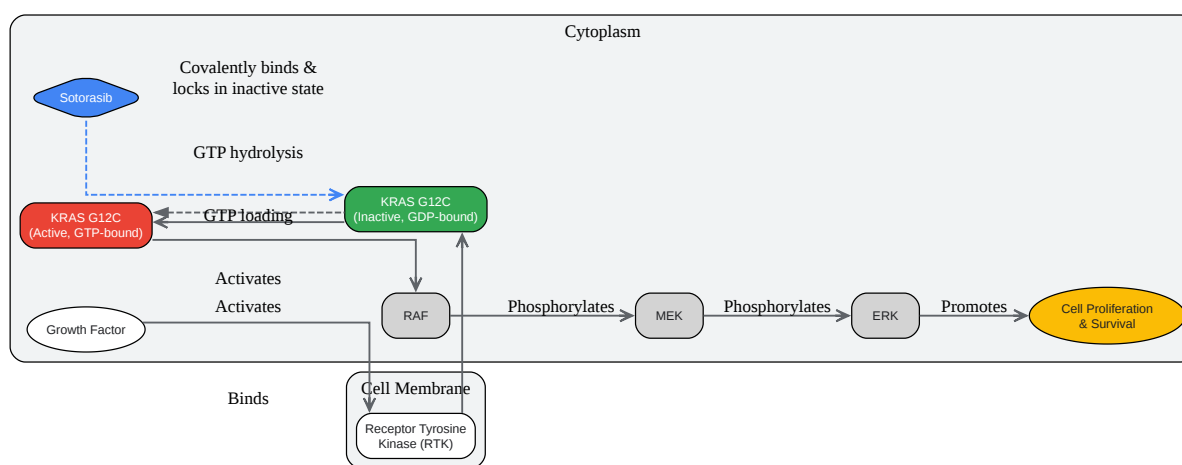 Cytoplasm
Covalently binds &
locks in inactive state
Sotorasib
GTP hydrolysis
KRAS G12C
(Inactive, GDP-bound)
KRAS G12C
(Active, GTP-bound)
GTP loading
Activates
Activates
Growth Factor
RAF
Phosphorylates
MEK
Phosphorylates
ERK
Promotes
Cell Proliferation
& Survival
Binds
Cell Membrane
Receptor Tyrosine
Kinase (RTK)